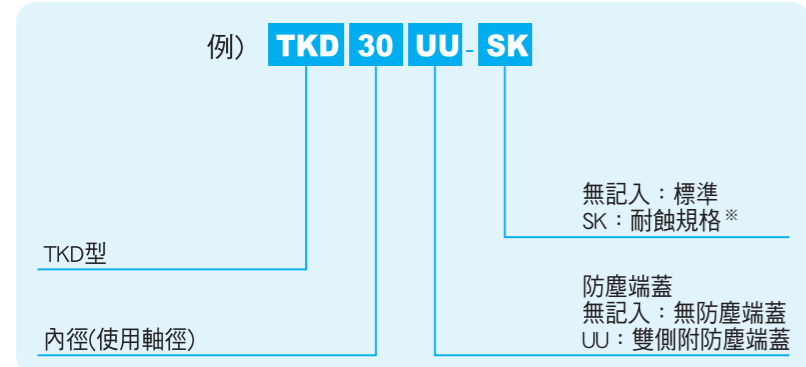 例） TKD 30 UU - SK
無記入：標準
SK：耐蝕規格※
TKD型
防塵端蓋
無記入：無防塵端蓋
內徑(使用軸徑)
UU：雙側附防塵端蓋